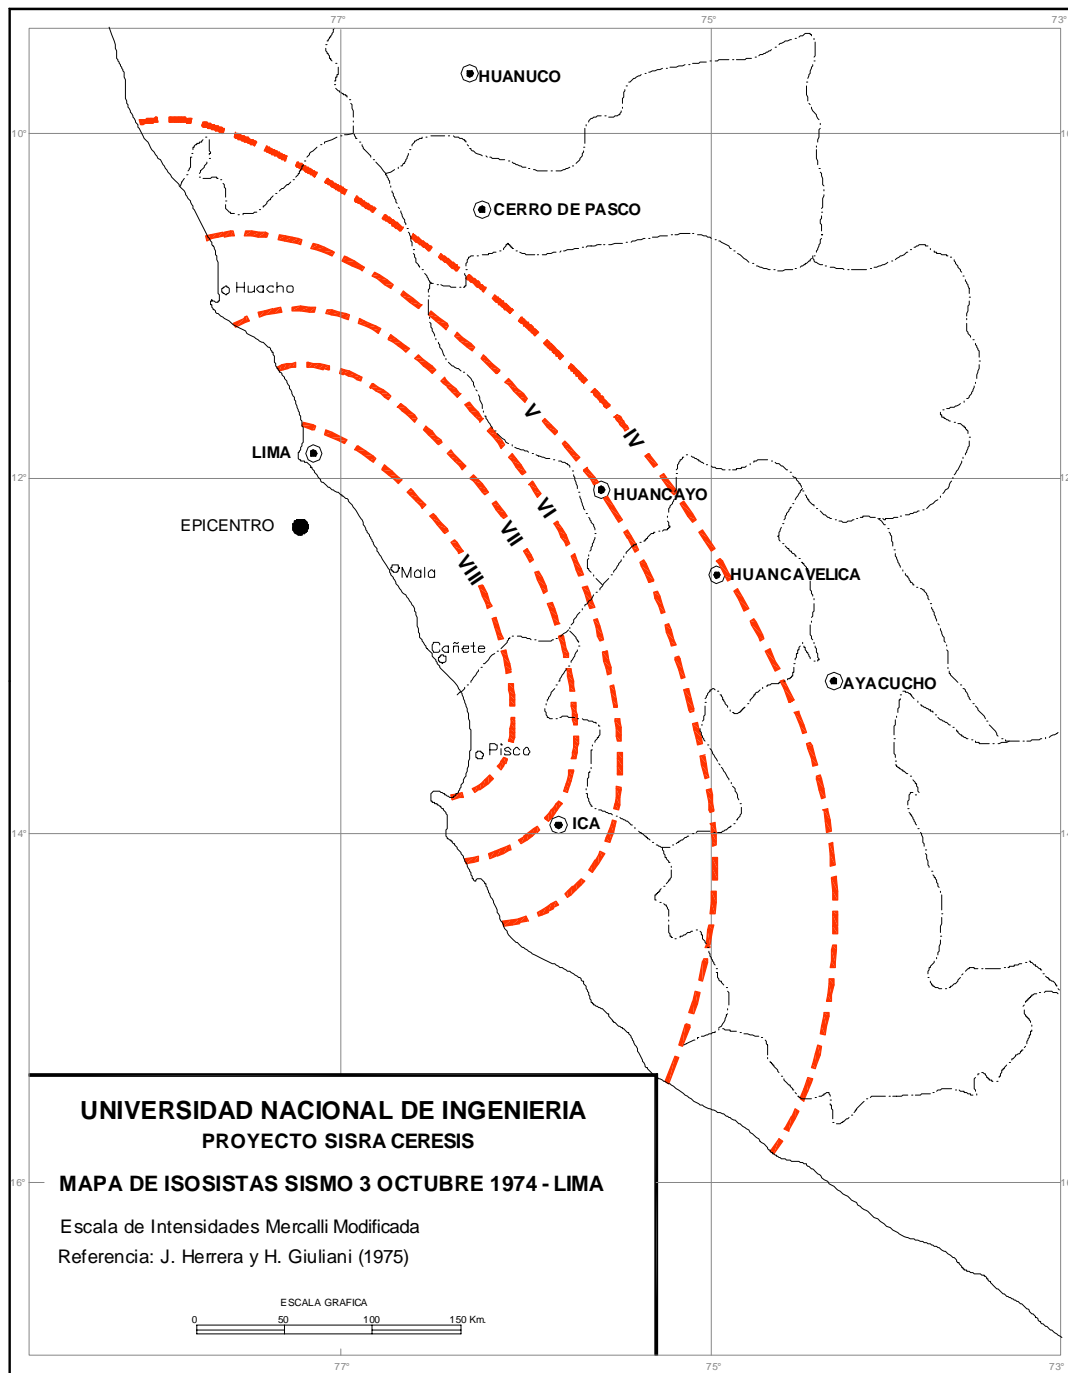 77°
75°
73°
HUANUCO
10°
CERRO DE PASCO
Huacho
V
IV
LIMA
12°
HUANCAYO
VI
EPICENTRO
VII
VIII
Mala
HUANCAVELICA
Cañete
AYACUCHO
Pisco
ICA
14°
UNIVERSIDAD NACIONAL DE INGENIERIA
PROYECTO SISRA CERESIS
MAPA DE ISOSISTAS SISMO 3 OCTUBRE 1974 - LIMA
16°
Escala de Intensidades Mercalli Modificada
Referencia: J. Herrera y H. Giuliani (1975)
ESCALA GRAFICA
0 50 100 150 Km.
77°
75°
73°